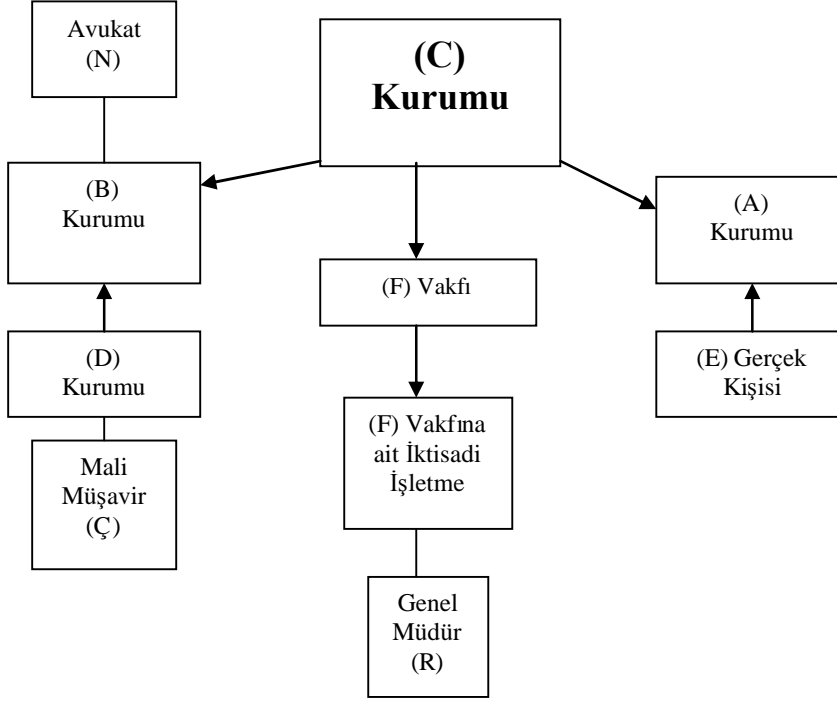 Avukat
(N)
(C)
Kurumu
(B)
Kurumu
(A)
Kurumu
(F) Vakfı
(D)
Kurumu
(E) Gerçek
Kişisi
(F) Vakfına
ait İktisadi
İşletme
Mali
Müşavir
(Ç)
Genel
Müdür
(R)